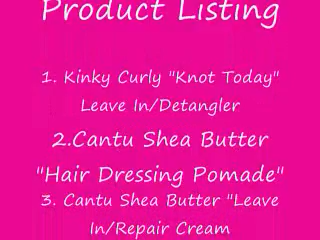 Product Listing
1. Kinky Curly "Knot Today"
Leave In/Detangler
2.Cantu Shea Butter
"Hair Dressing Pomade"
3. Cantu Shea Butter "Leave
In/Repair Cream